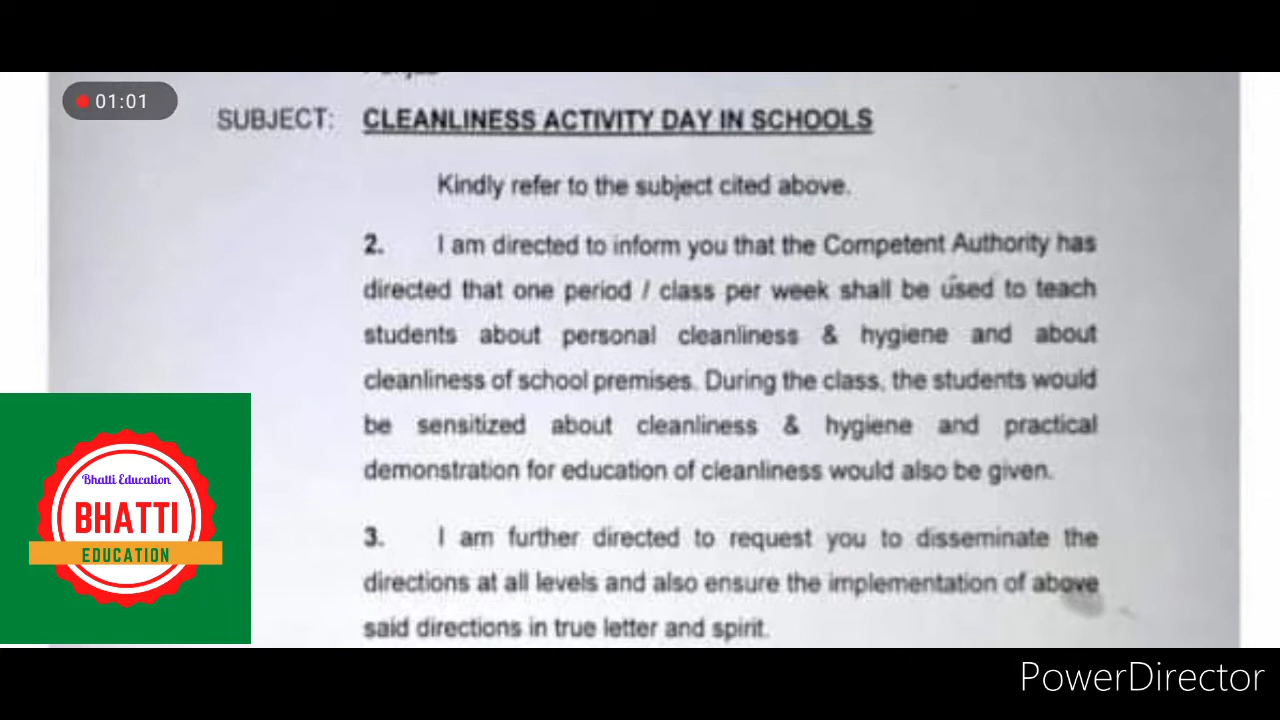 01:01
SUBJECT: CLEANLINESS ACTIVITY DAY IN SCHOOLS
Kindly refer to the subject cited above.
2. I am directed to inform you that the Competent Authority has
directed that one period / class per week shall be used to teach
students about personal cleanliness & hygiene and about
cleanliness of school premises. During the class, the students would
be sensitized about cleanliness & hygiene and practical
demonstration for education of cleanliness would also be given.
3. I am further directed to request you to disseminate the
directions at all levels and also ensure the implementation of above
said directions in true letter and spirit.
Bhatti Education
BHATTI
EDUCATION
PowerDirector